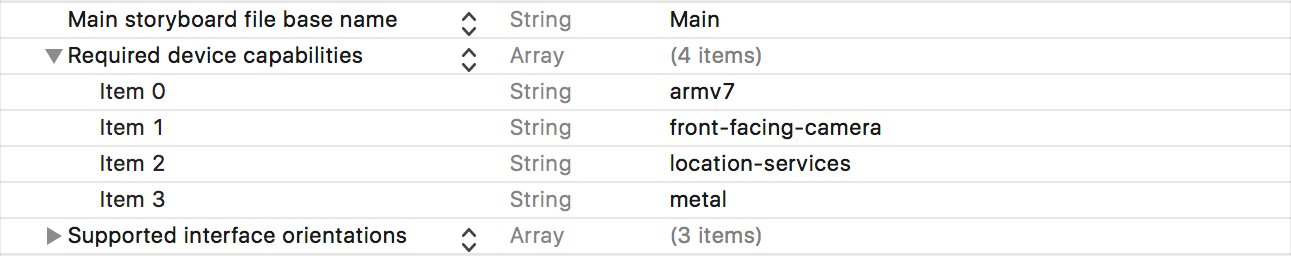 Main storyboard file base name String Main
Required device capabilities Array (4 items)
Item 0 String armv7
Item 1 String front-facing-camera
Item 2 String location-services
Item 3 String metal
Supported interface orientations Array (3 items)